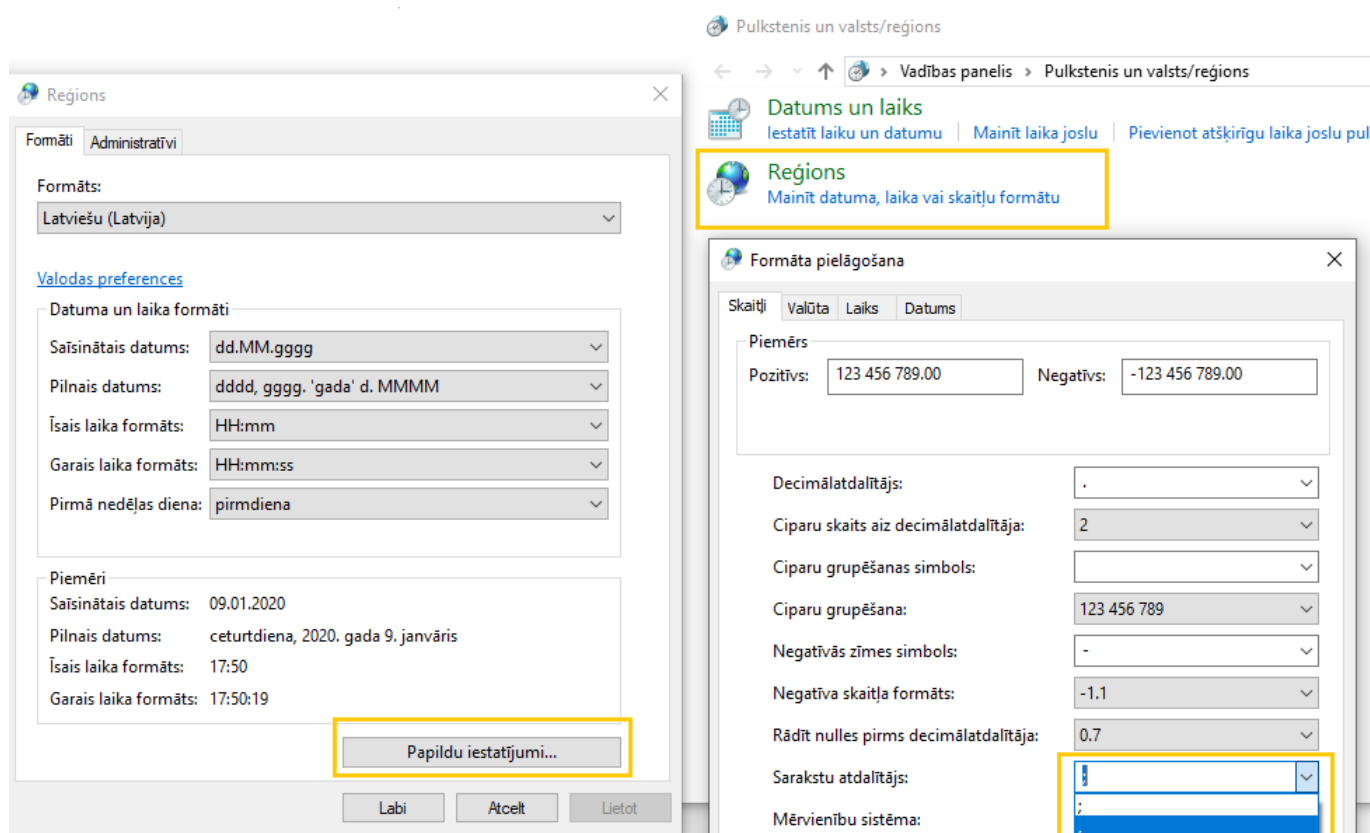 Reģions
Formāti
Administratīvi
Formāts:
Latviešu (Latvija)
Valodas preferences
Datuma un laika formāti
Saīsinātais datums: dd.MM.gggg
Pilnais datums: dddd, gggg. 'gada' d. MMMM
Īsais laika formāts: HH:mm
Garais laika formāts: HH:mm:ss
Pirmā nedēļas diena: pirmdiena
Piemēri
Saīsinātais datums: 09.01.2020
Pilnais datums: ceturtdiena, 2020. gada 9. janvāris
Īsais laika formāts: 17:50
Garais laika formāts: 17:50:19
Papildu iestatījumi...
Labi Atcelt Lietot
Pulkstenis un valsts/reģions
Vadības panelis › Pulkstenis un valsts/reģions
Datums un laiks
Iestatīt laiku un datumu Mainīt laika joslu Pievienot atšķirīgu laika joslu pul
Reģions
Mainīt datuma, laika vai skaitļu formātu
Formāta pielāgošana
Skaitļi Valūta Laiks Datums
Piemērs
Pozitīvs: 123 456 789.00 Negatīvs: -123 456 789.00
Decimālatdalītājs: .
Ciparu skaits aiz decimālatdalītāja: 2
Ciparu grupēšanas simbols:
Ciparu grupēšana: 123 456 789
Negatīvās zīmes simbols: -
Negatīva skaitļa formāts: -1.1
Rādīt nulles pirms decimālatdalītāja: 0.7
Sarakstu atdalītājs: ;
;
Mērvienību sistēma: